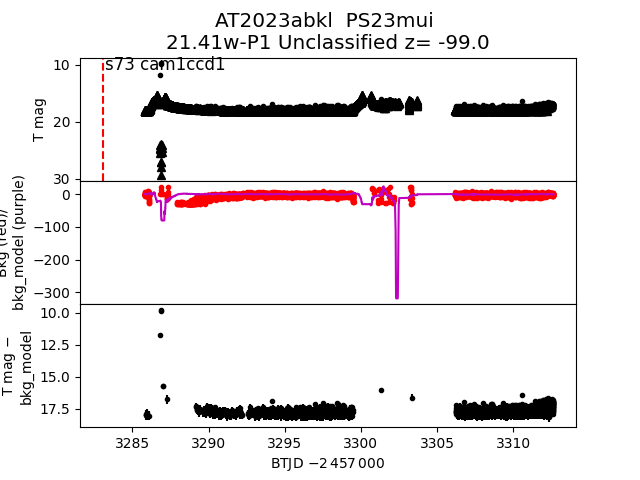 AT2023abkl  PS23mui
21.41w-P1 Unclassified z= -99.0
s73 cam1ccd1
10
20
30
T mag
0
−100
−200
−300
Bkg (red)/
bkg_model (purple)
10.0
12.5
15.0
17.5
T mag −
bkg_model
3285
3290
3295
3300
3305
3310
BTJD −2 457 000